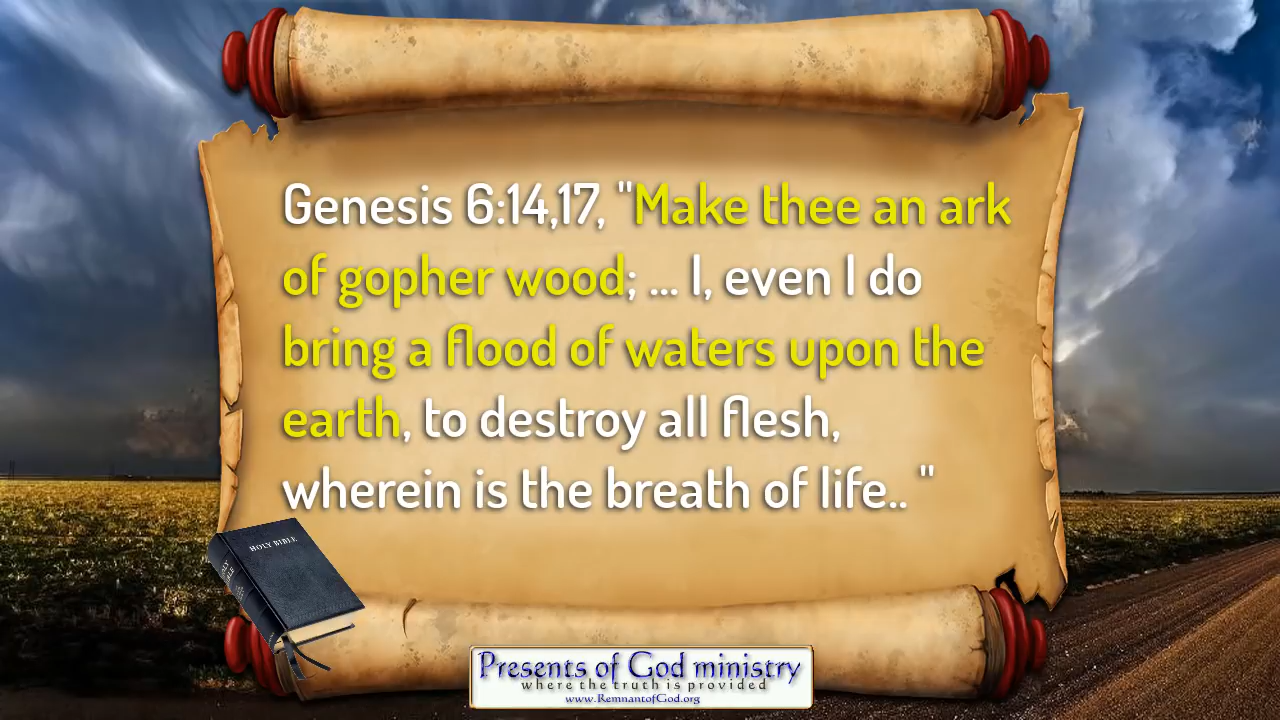 Genesis 6:14,17, "Make thee an ark
of gopher wood; ... I, even I do
bring a flood of waters upon the
earth, to destroy all flesh,
wherein is the breath of life.. "
HOLY BIBLE
Presents of God ministry
where the truth is provided
www.RemnantofGod.org